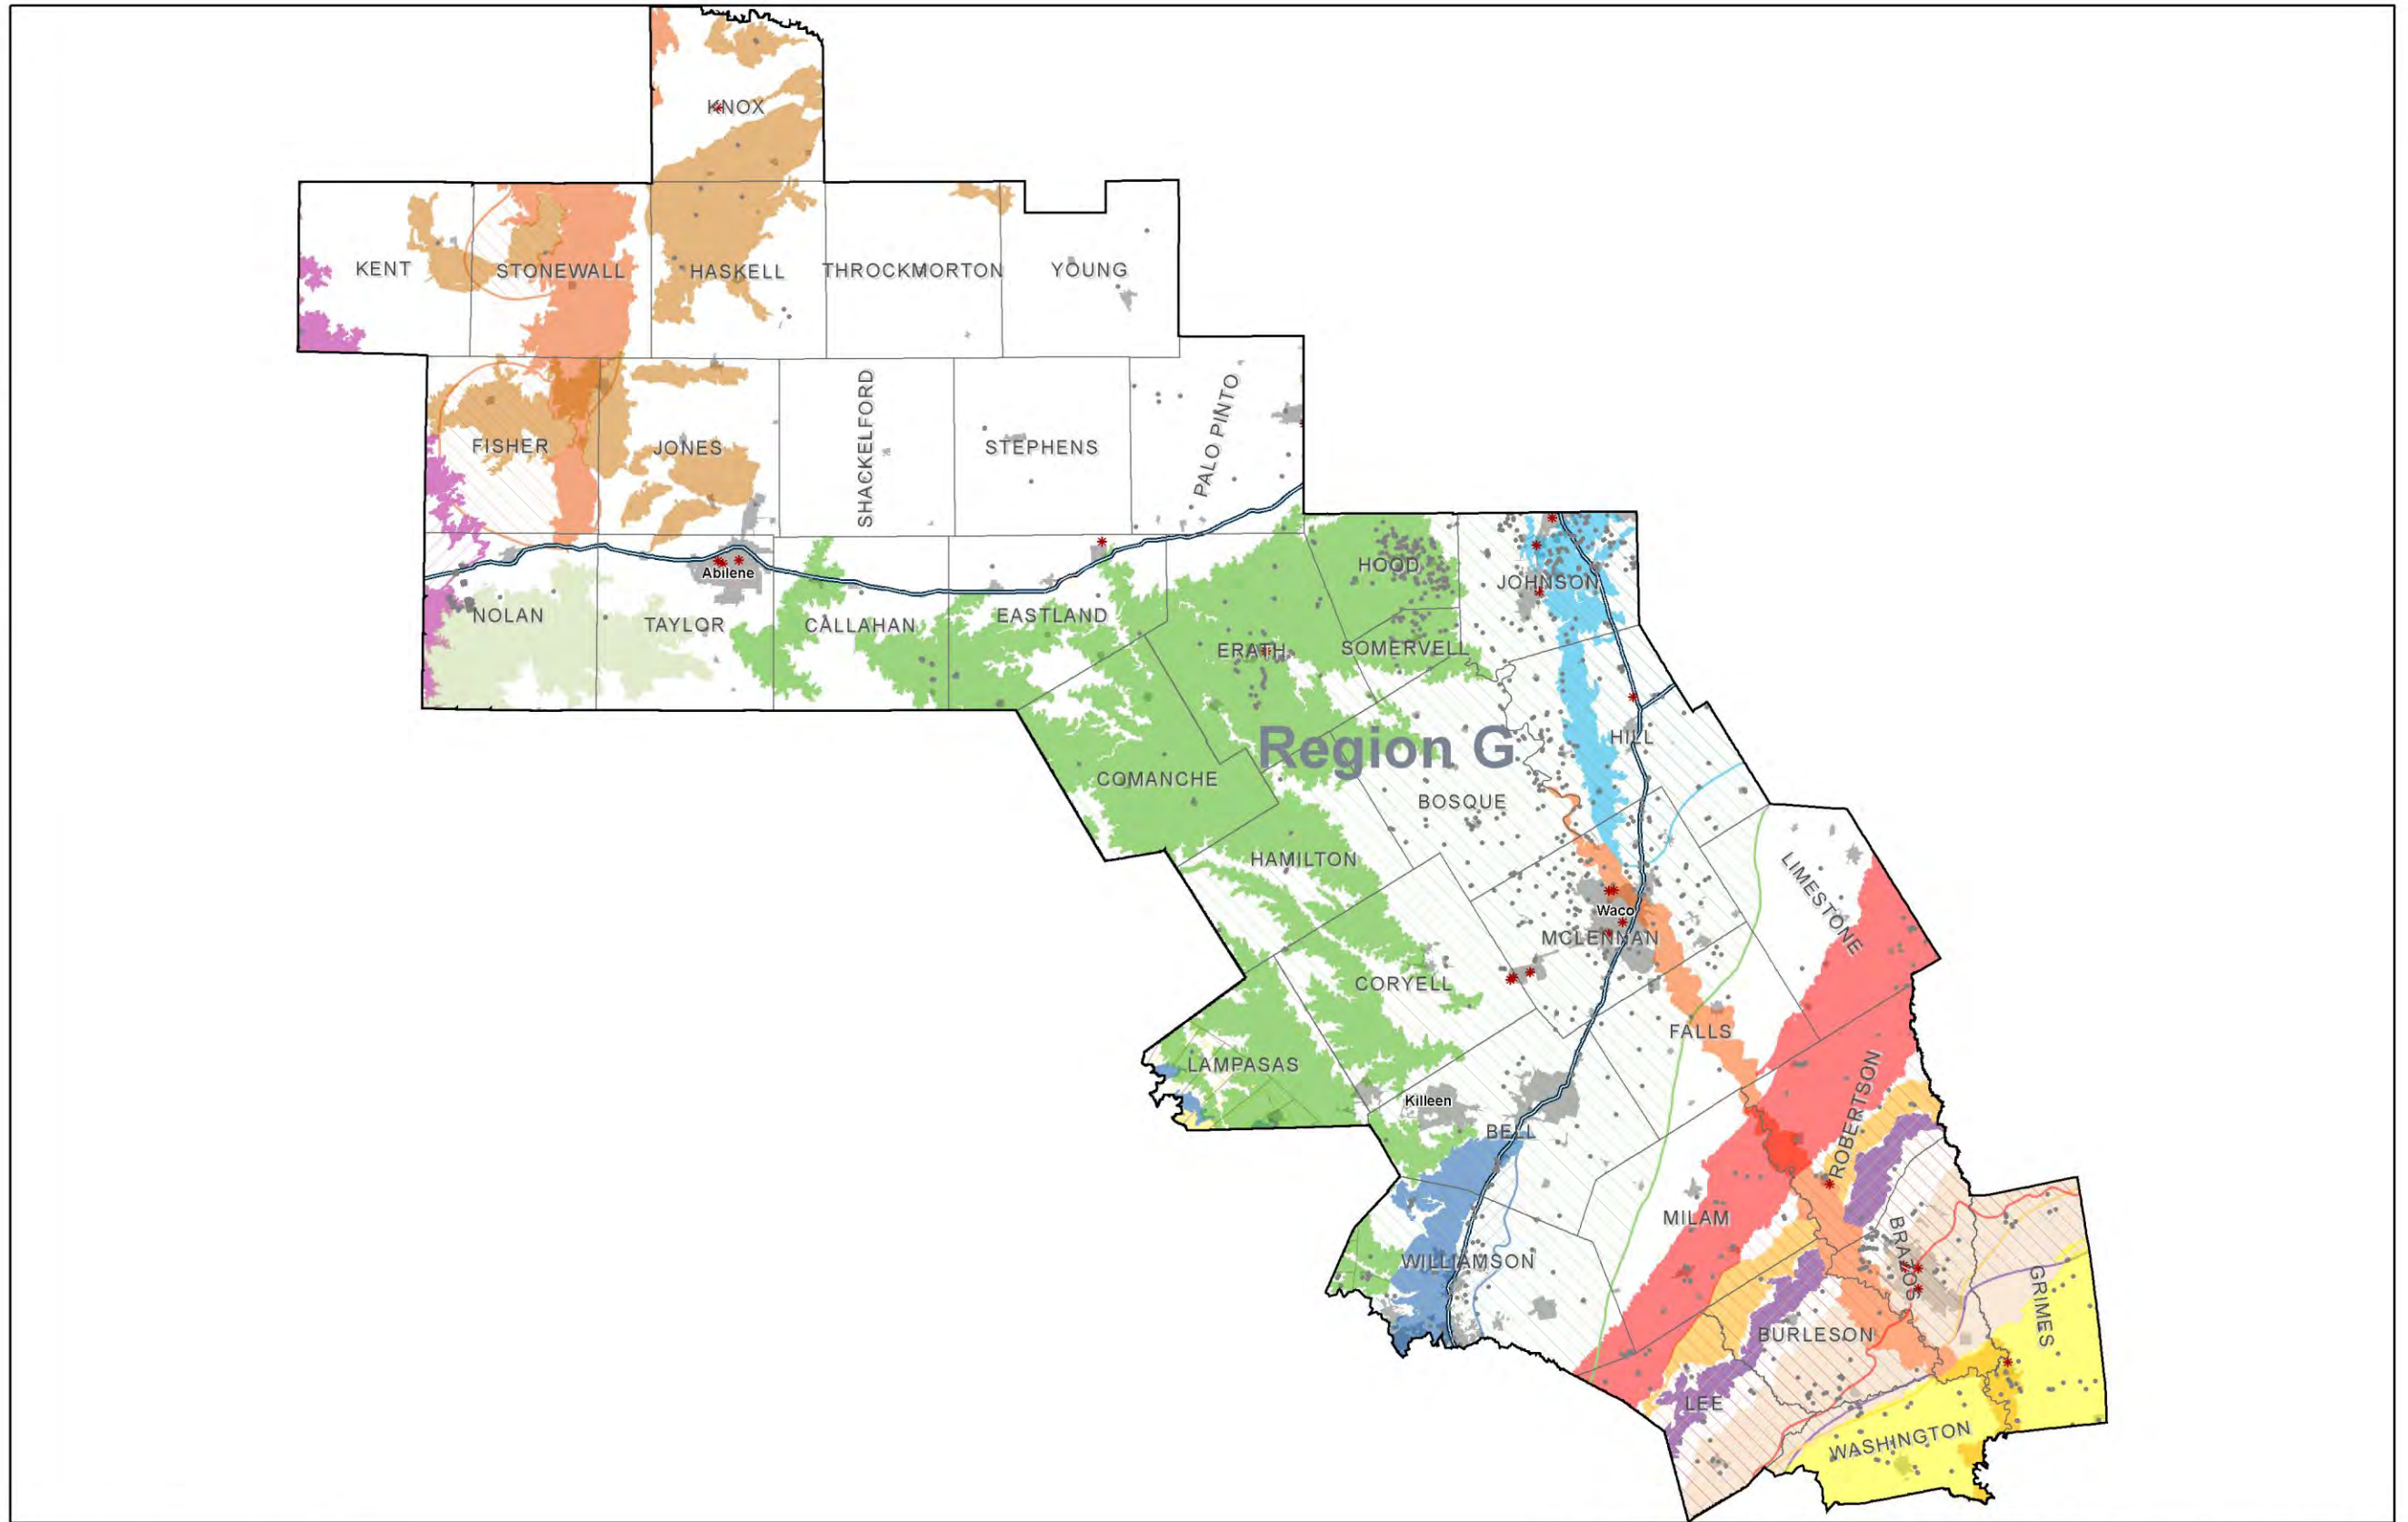 KNOX
KENT
STONEWALL
HASKELL
THROCKMORTON
YOUNG
FISHER
JONES
SHACKELFORD
STEPHENS
PALO PINTO
Abilene
NOLAN
TAYLOR
CALLAHAN
EASTLAND
HOOD
JOHNSON
ERATH
SOMERVELL
Region G
HILL
COMANCHE
BOSQUE
HAMILTON
LIMESTONE
Waco
MCLENNAN
CORYELL
FALLS
LAMPASAS
Killeen
BELL
ROBERTSON
MILAM
WILLIAMSON
BRAZOS
GRIMES
BURLESON
LEE
WASHINGTON